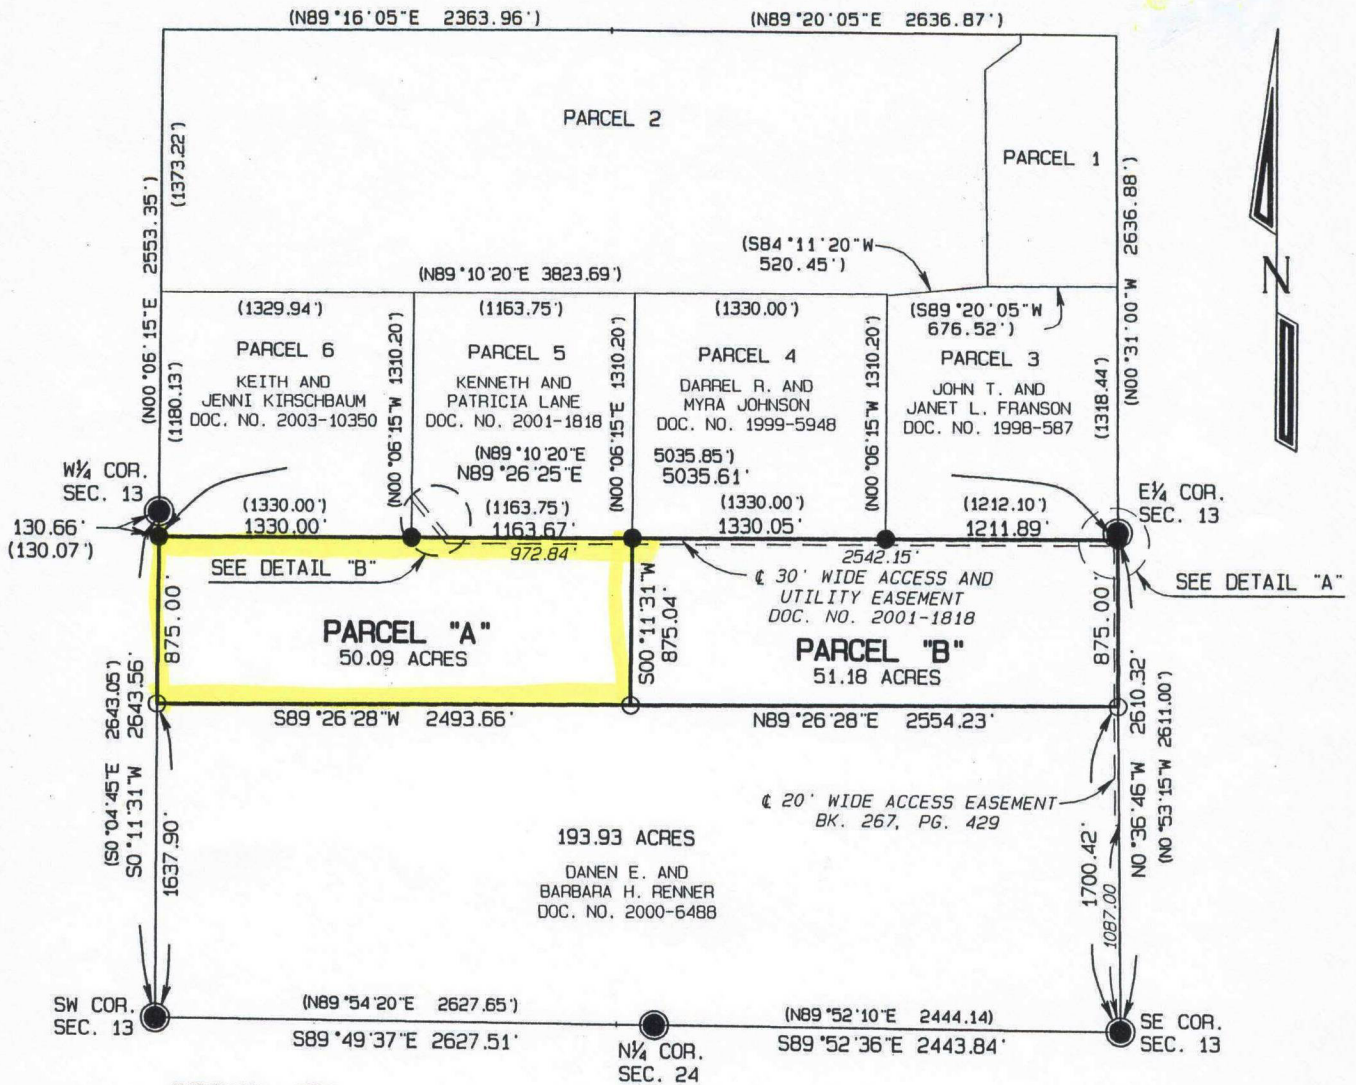 (N89°16'05"E 2363.96')
(N89°20'05"E 2636.87')
PARCEL 2
PARCEL 1
(1373.22')
(N00°06'15"E 2553.35')
(N00°31'00"W 2636.88')
(S84°11'20"W
520.45')
(N89°10'20"E 3823.69')
(S89°20'05"W
676.52')
N
(1329.94')
(1163.75')
(1330.00')
PARCEL 6
KEITH AND
JENNI KIRSCHBAUM
DOC. NO. 2003-10350
(N00°06'15"W 1310.20')
PARCEL 5
KENNETH AND
PATRICIA LANE
DOC. NO. 2001-1818
(N00°06'15"E 1310.20')
PARCEL 4
DARREL R. AND
MYRA JOHNSON
DOC. NO. 1999-5948
(N00°06'15"W 1310.20')
PARCEL 3
JOHN T. AND
JANET L. FRANSON
DOC. NO. 1998-587
(1180.13')
(1318.44')
(N89°10'20"E 5035.85')
N89°26'25"E 5035.61'
W¼ COR.
SEC. 13
E¼ COR.
SEC. 13
130.66'
(130.07')
(1330.00')
1330.00'
(1163.75')
1163.67'
(1330.00')
1330.05'
(1212.10')
1211.89'
972.84'
2542.15'
SEE DETAIL "B"
SEE DETAIL "A"
℄ 30' WIDE ACCESS AND
UTILITY EASEMENT
DOC. NO. 2001-1818
875.00'
PARCEL "A"
50.09 ACRES
S00°11'31"W
875.04'
PARCEL "B"
51.18 ACRES
875.00'
S89°26'28"W 2493.66'
N89°26'28"E 2554.23'
(S0°04'45"E 2643.05')
S0°11'31"W 2643.56'
1637.90'
N0°36'46"W 2610.32'
(N0°53'15"W 2611.00')
℄ 20' WIDE ACCESS EASEMENT
BK. 267, PG. 429
1700.42'
1087.00
193.93 ACRES
DANEN E. AND
BARBARA H. RENNER
DOC. NO. 2000-6488
SW COR.
SEC. 13
(N89°54'20"E 2627.65')
S89°49'37"E 2627.51'
N¼ COR.
SEC. 24
(N89°52'10"E 2444.14)
S89°52'36"E 2443.84'
SE COR.
SEC. 13